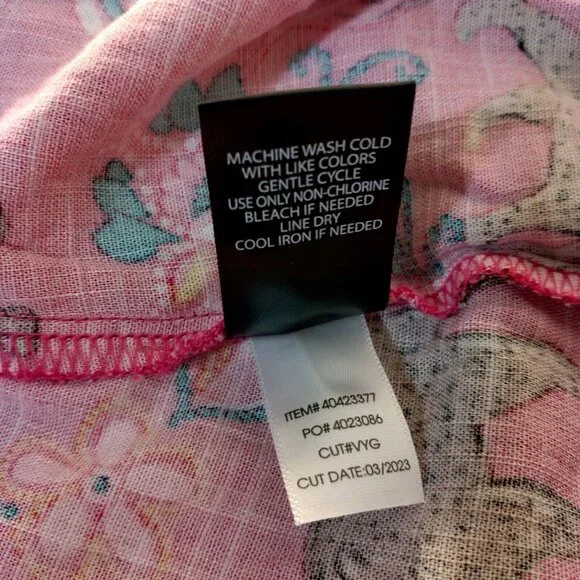 MACHINE WASH COLD
WITH LIKE COLORS
GENTLE CYCLE
USE ONLY NON-CHLORINE
BLEACH IF NEEDED
LINE DRY
COOL IRON IF NEEDED
ITEM# 40423377
PO# 4023086
CUT#VYG
CUT DATE:03/2023